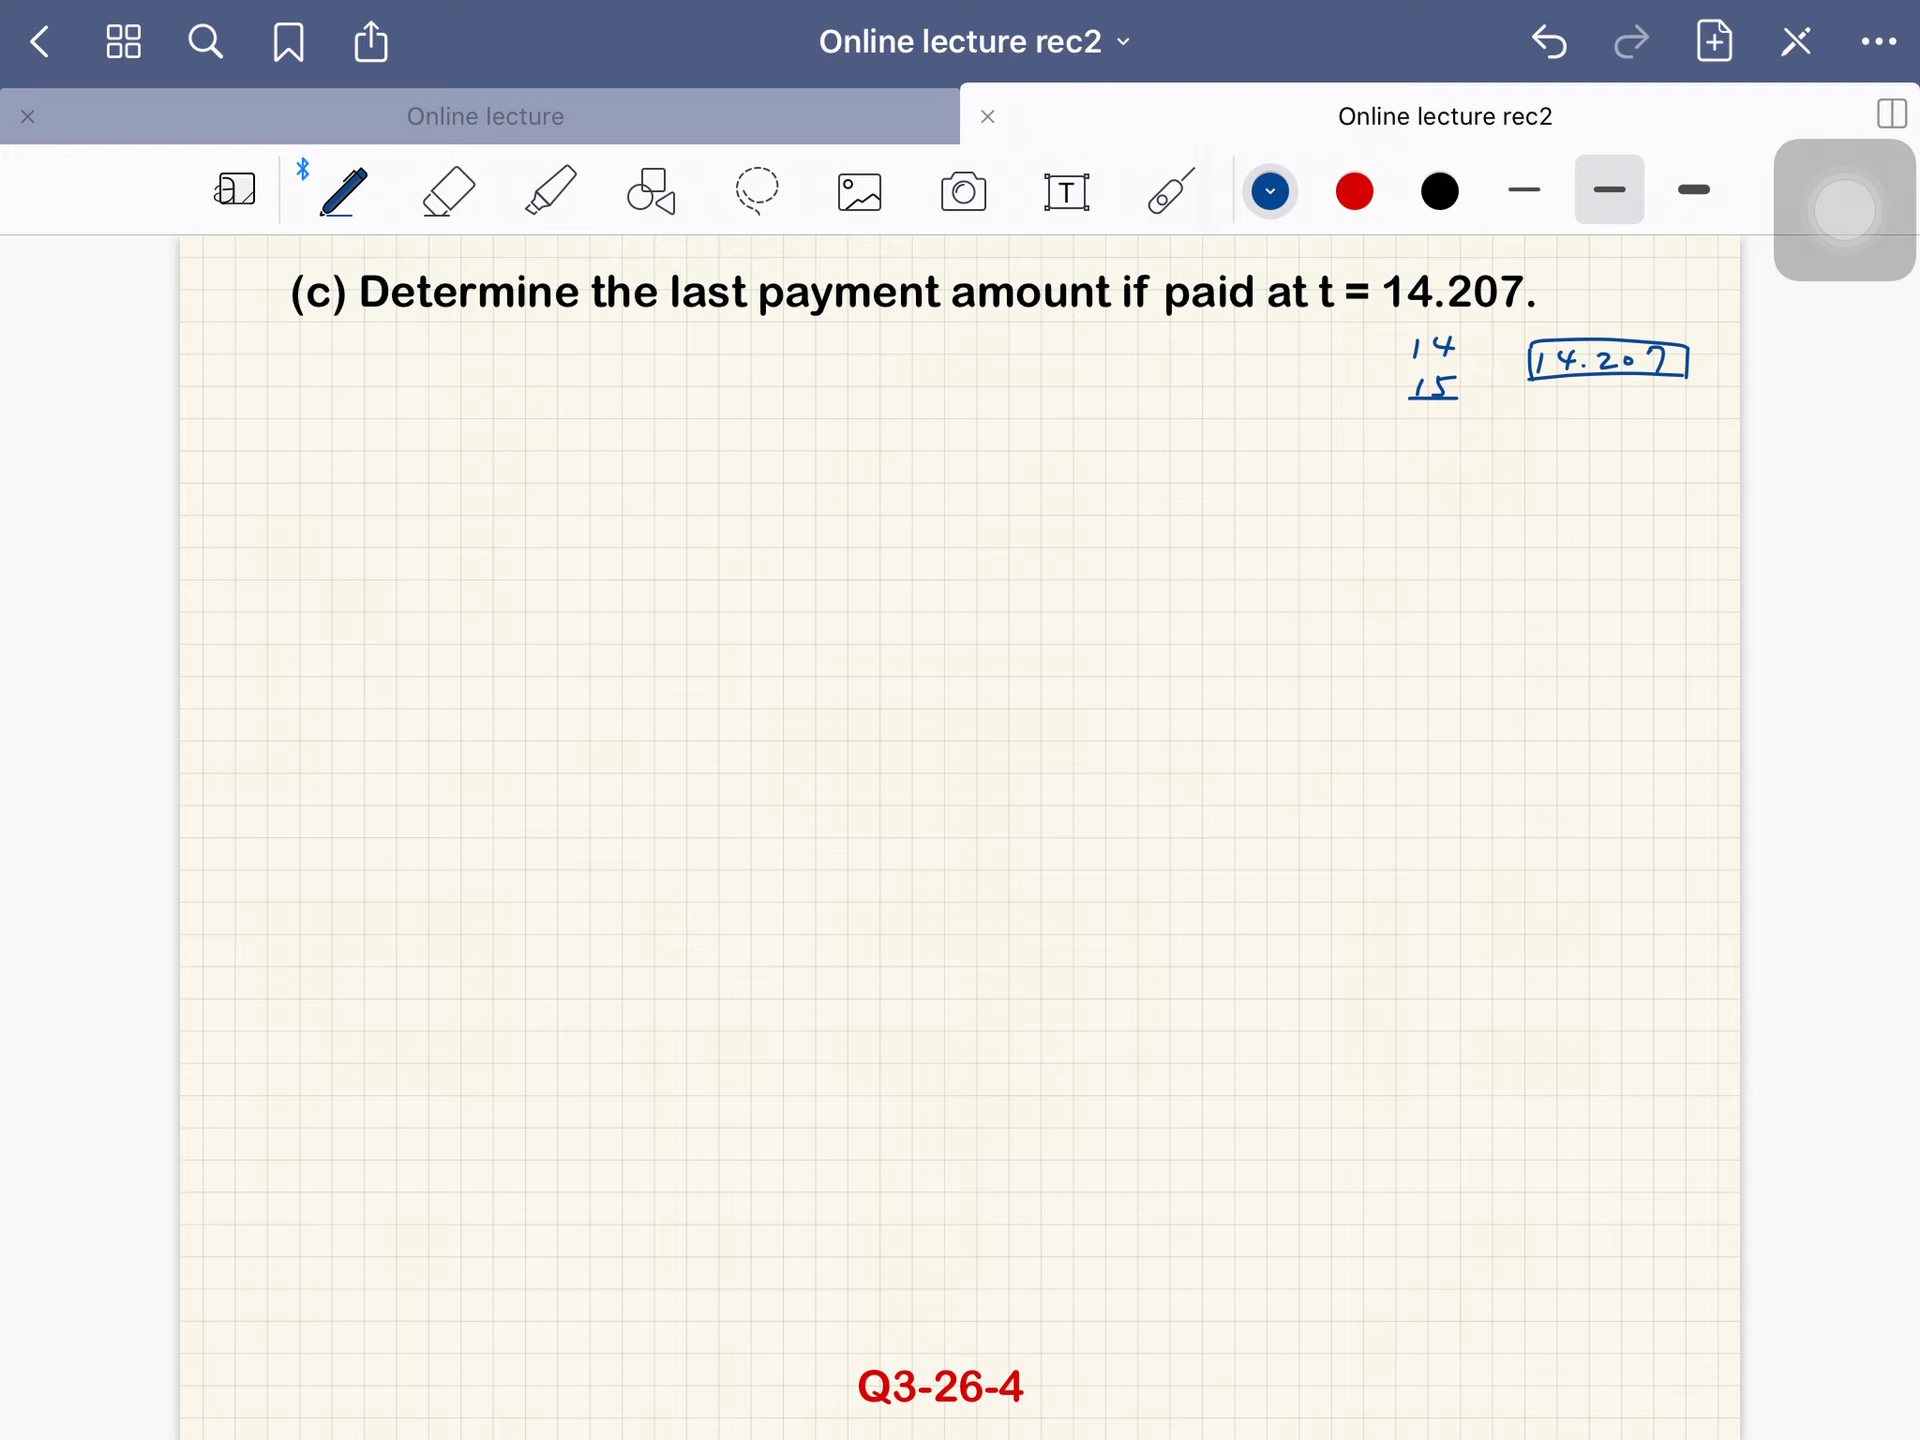 Online lecture rec2
Online lecture
Online lecture rec2
(c) Determine the last payment amount if paid at t = 14.207.
14
15
14.207
Q3-26-4